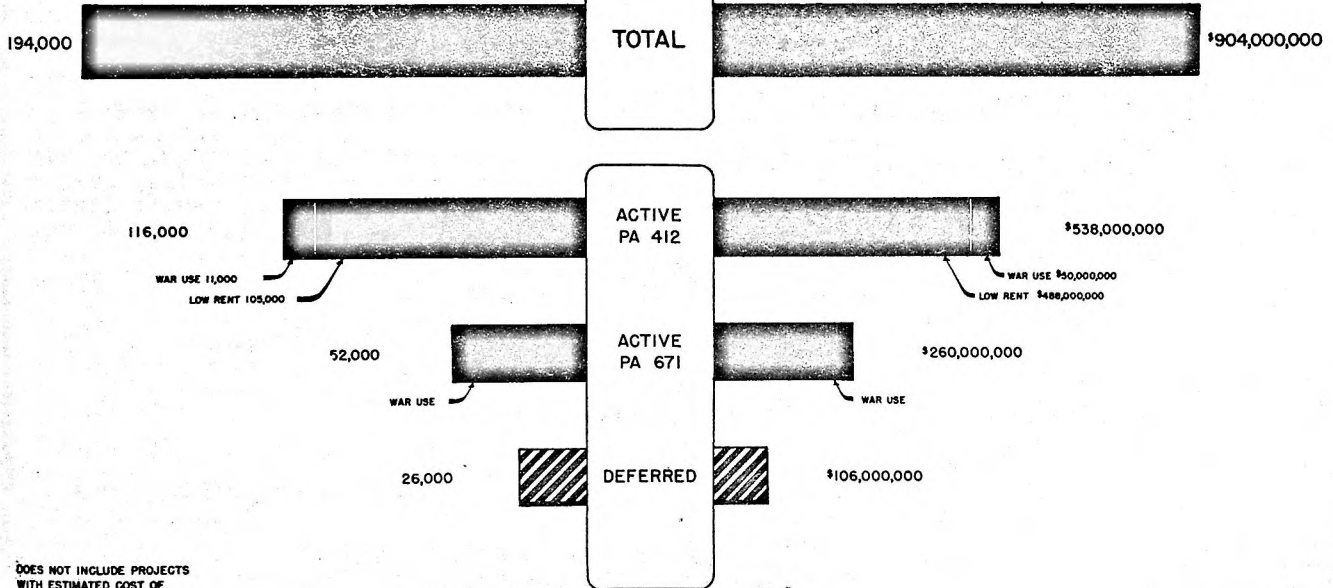 194,000 TOTAL $904,000,000
116,000 ACTIVE PA 412 $538,000,000
WAR USE 11,000 WAR USE $50,000,000
LOW RENT 105,000 LOW RENT $488,000,000
52,000 ACTIVE PA 671 $260,000,000
WAR USE WAR USE
26,000 DEFERRED $106,000,000
DOES NOT INCLUDE PROJECTS
WITH ESTIMATED COST OF